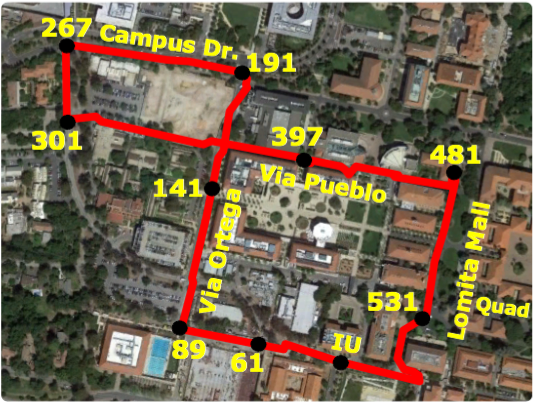 267 Campus Dr.
191
301
397
481
141
Via Pueblo
Via Ortega
Lomita Mall
531
Quad
89
61
IU